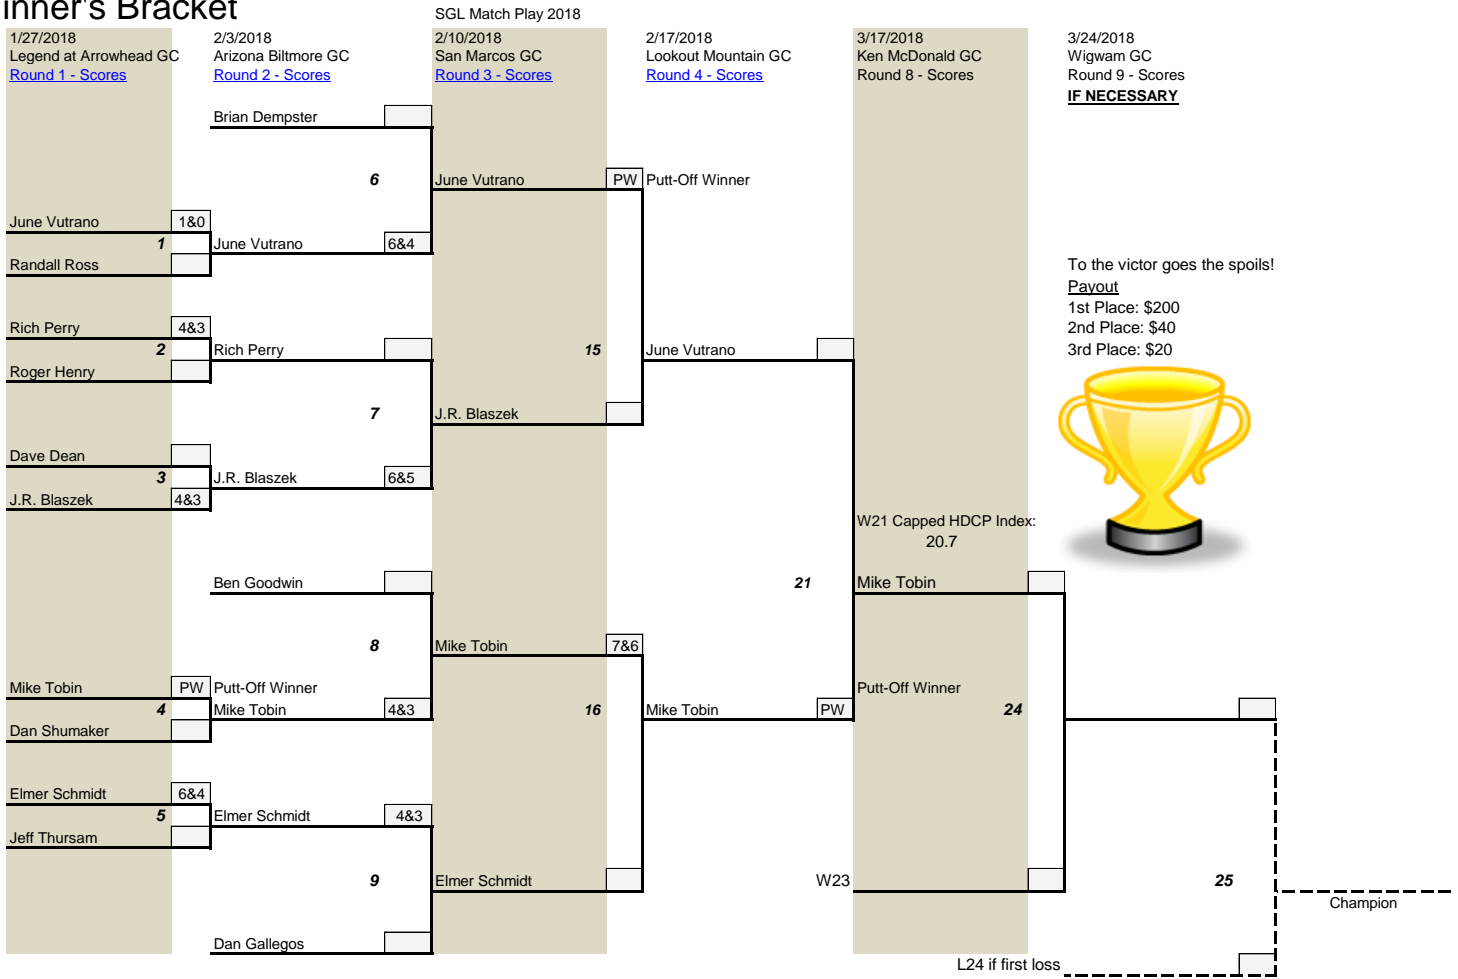 inner's Bracket
SGL Match Play 2018
1/27/2018
Legend at Arrowhead GC
Round 1 - Scores
2/3/2018
Arizona Biltmore GC
Round 2 - Scores
2/10/2018
San Marcos GC
Round 3 - Scores
2/17/2018
Lookout Mountain GC
Round 4 - Scores
3/17/2018
Ken McDonald GC
Round 8 - Scores
3/24/2018
Wigwam GC
Round 9 - Scores
IF NECESSARY
Brian Dempster
6
June Vutrano PW Putt-Off Winner
June Vutrano 1&0
1
June Vutrano 6&4
Randall Ross
To the victor goes the spoils!
Payout
1st Place: $200
2nd Place: $40
3rd Place: $20
Rich Perry 4&3
2
Rich Perry
15
June Vutrano
Roger Henry
7
J.R. Blaszek
Dave Dean
3
J.R. Blaszek 6&5
J.R. Blaszek 4&3
W21 Capped HDCP Index:
20.7
Ben Goodwin
21
Mike Tobin
8
Mike Tobin 7&6
Mike Tobin PW Putt-Off Winner
Putt-Off Winner
4
Mike Tobin 4&3
16
Mike Tobin PW
24
Dan Shumaker
Elmer Schmidt 6&4
5
Elmer Schmidt 4&3
Jeff Thursam
9
Elmer Schmidt
W23
25
Champion
Dan Gallegos
L24 if first loss